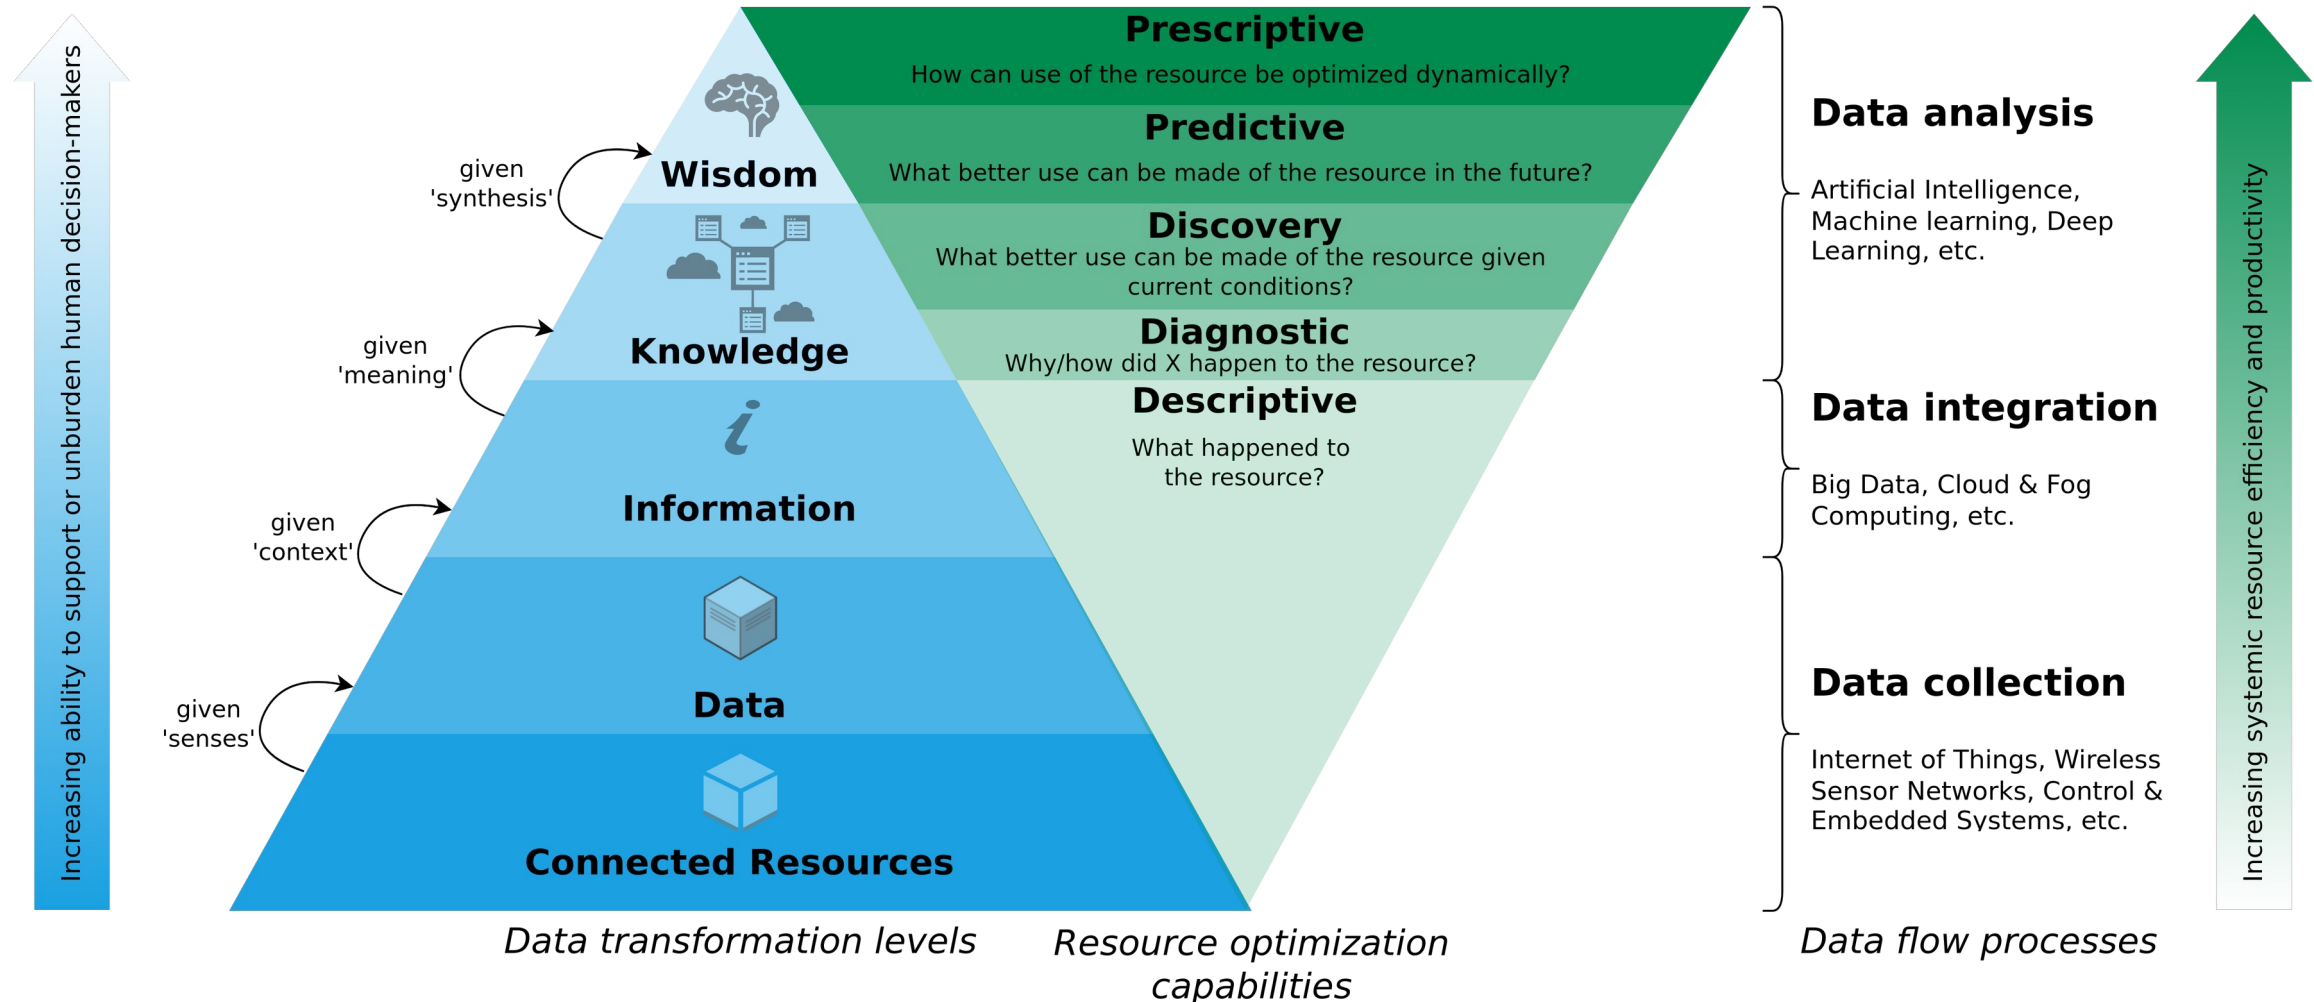 Increasing ability to support or unburden human decision-makers
given
'synthesis'
given
'meaning'
given
'context'
given
'senses'
Wisdom
Knowledge
Information
Data
Connected Resources
Data transformation levels
Prescriptive
How can use of the resource be optimized dynamically?
Predictive
What better use can be made of the resource in the future?
Discovery
What better use can be made of the resource given
current conditions?
Diagnostic
Why/how did X happen to the resource?
Descriptive
What happened to
the resource?
Resource optimization
capabilities
Data analysis
Artificial Intelligence,
Machine learning, Deep
Learning, etc.
Data integration
Big Data, Cloud & Fog
Computing, etc.
Data collection
Internet of Things, Wireless
Sensor Networks, Control &
Embedded Systems, etc.
Data flow processes
Increasing systemic resource efficiency and productivity